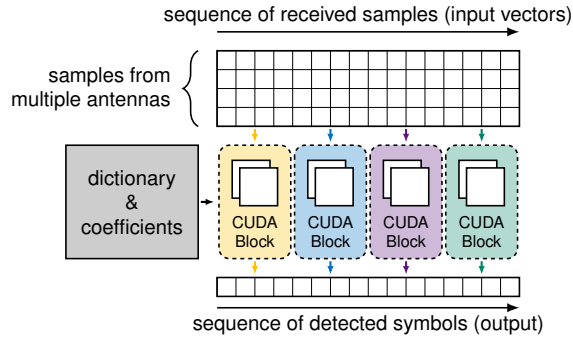 sequence of received samples (input vectors)
samples from
multiple antennas
dictionary
&
coefficients
CUDA
Block
CUDA
Block
CUDA
Block
CUDA
Block
sequence of detected symbols (output)